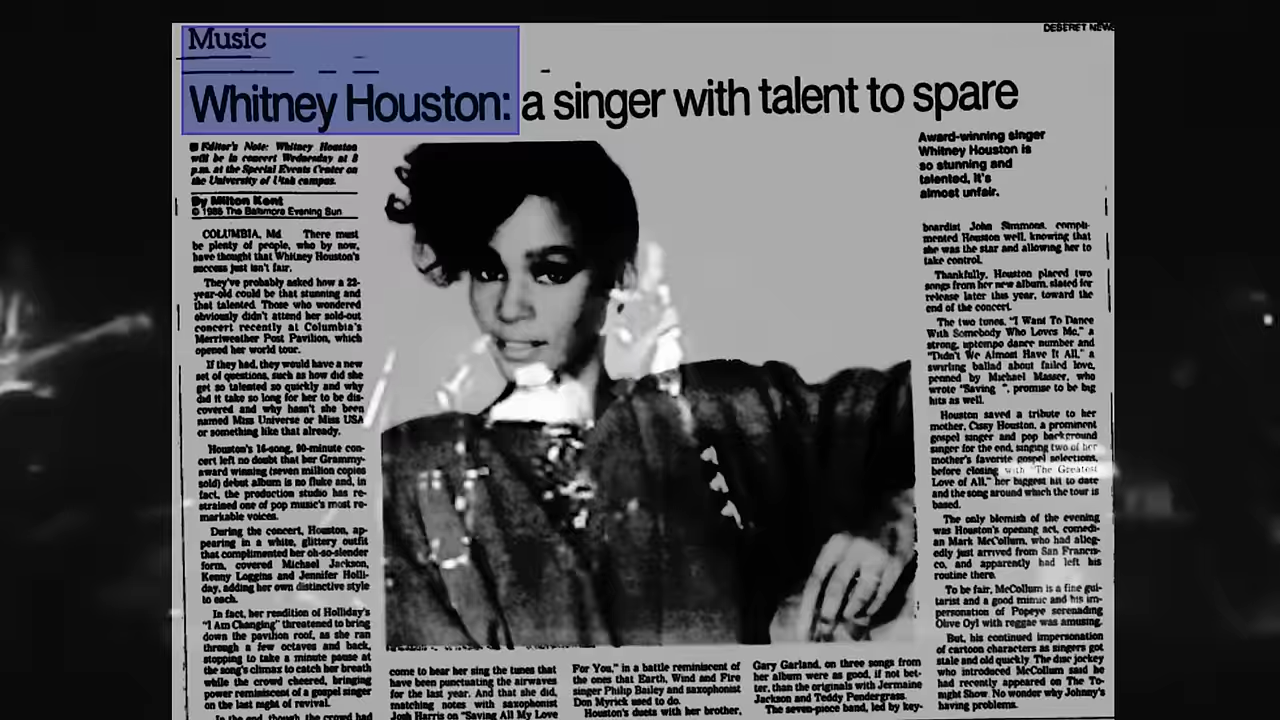 DESERET NEWS
Music
Whitney Houston: a singer with talent to spare
Editor's Note: Whitney Houston
will be in concert Wednesday at 8
p.m. at the Special Events Center on
the University of Utah campus.
By Milton Kent
© 1986 The Baltimore Evening Sun
COLUMBIA, Md There must
be plenty of people, who by now,
have thought that Whitney Houston's
success just isn't fair.
They've probably asked how a 22-
year-old could be that stunning and
that talented. Those who wondered
obviously didn't attend her sold-out
concert recently at Columbia's
Merriweather Post Pavilion, which
opened her world tour.
If they had, they would have a new
set of questions, such as how did she
get so talented so quickly and why
did it take so long for her to be dis-
covered and why hasn't she been
named Miss Universe or Miss USA
or something like that already.
Houston's 16-song, 90-minute con-
cert left no doubt that her Grammy-
award winning (seven million copies
sold) debut album is no fluke and, in
fact, the production studio has re-
strained one of pop music's most re-
markable voices.
During the concert, Houston, ap-
pearing in a white, glittery outfit
that complimented her oh-so-slender
form, covered Michael Jackson,
Kenny Loggins and Jennifer Holli-
day, adding her own distinctive style
to each.
In fact, her rendition of Holliday's
"I Am Changing" threatened to bring
down the pavilion roof, as she ran
through a few octaves and back,
stopping to take a minute pause at
the song's climax to catch her breath
while the crowd cheered, bringing
power reminiscent of a gospel singer
on the last night of revival.
In the end, though, the crowd had
come to hear her sing the tunes that
have been punctuating the airwaves
for the last year. And that she did,
matching notes with saxophonist
Josh Harris on "Saving All My Love
For You," in a battle reminiscent of
the ones that Earth, Wind and Fire
singer Philip Bailey and saxophonist
Don Myrick used to do.
Houston's duets with her brother,
Gary Garland, on three songs from
her album were as good, if not bet-
ter, than the originals with Jermaine
Jackson and Teddy Pendergrass.
The seven-piece band, led by key-
Award-winning singer
Whitney Houston is
so stunning and
talented, it's
almost unfair.
boardist John Simmons, compli-
mented Houston well, knowing that
she was the star and allowing her to
take control.
Thankfully, Houston placed two
songs from her new album, slated for
release later this year, toward the
end of the concert.
The two tunes, "I Want To Dance
With Somebody Who Loves Me," a
strong, uptempo dance number and
"Didn't We Almost Have It All," a
swirling ballad about failed love,
penned by Michael Masser, who
wrote "Saving ", promise to be big
hits as well.
Houston saved a tribute to her
mother, Cissy Houston, a prominent
gospel singer and pop background
singer for the end, singing two of her
mother's favorite gospel selections,
before closing with "The Greatest
Love of All," her biggest hit to date
and the song around which the tour is
based.
The only blemish of the evening
was Houston's opening act, comedi-
an Mark McCollum, who had alleg-
edly just arrived from San Francis-
co, and apparently had left his
routine there.
To be fair, McCollum is a fine gui-
tarist and a good mimic and his im-
personation of Popeye serenading
Olive Oyl with reggae was amusing.
But, his continued impersonation
of cartoon characters as singers got
stale and old quickly. The disc jockey
who introduced McCollum said he
had recently appeared on The To-
night Show. No wonder why Johnny's
having problems.